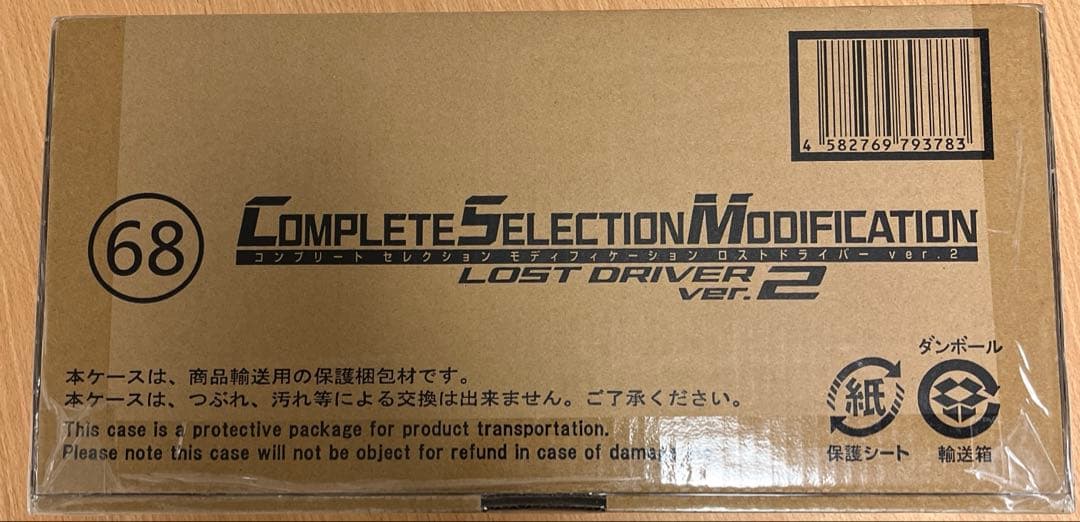 4 582769 793783
68
COMPLETE SELECTION MODIFICATION
コンプリート セレクション モディフィケーション ロストドライバー ver.2
LOST DRIVER
ver.2
ダンボール
本ケースは、商品輸送用の保護梱包材です。
本ケースは、つぶれ、汚れ等による交換は出来ません。ご了承ください。
紙
This case is a protective package for product transportation.
Please note this case will not be object for refund in case of
保護シート
輸送箱